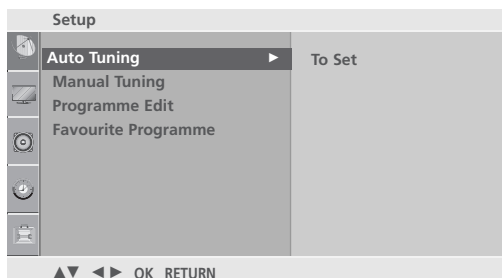 Setup
Auto Tuning ► To Set
Manual Tuning
Programme Edit
Favourite Programme
▲▼ ◄► OK RETURN